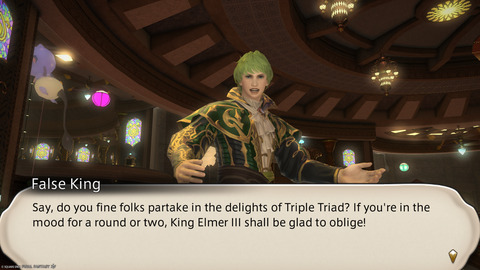 False King
Say, do you fine folks partake in the delights of Triple Triad? If you're in the
mood for a round or two, King Elmer III shall be glad to oblige!